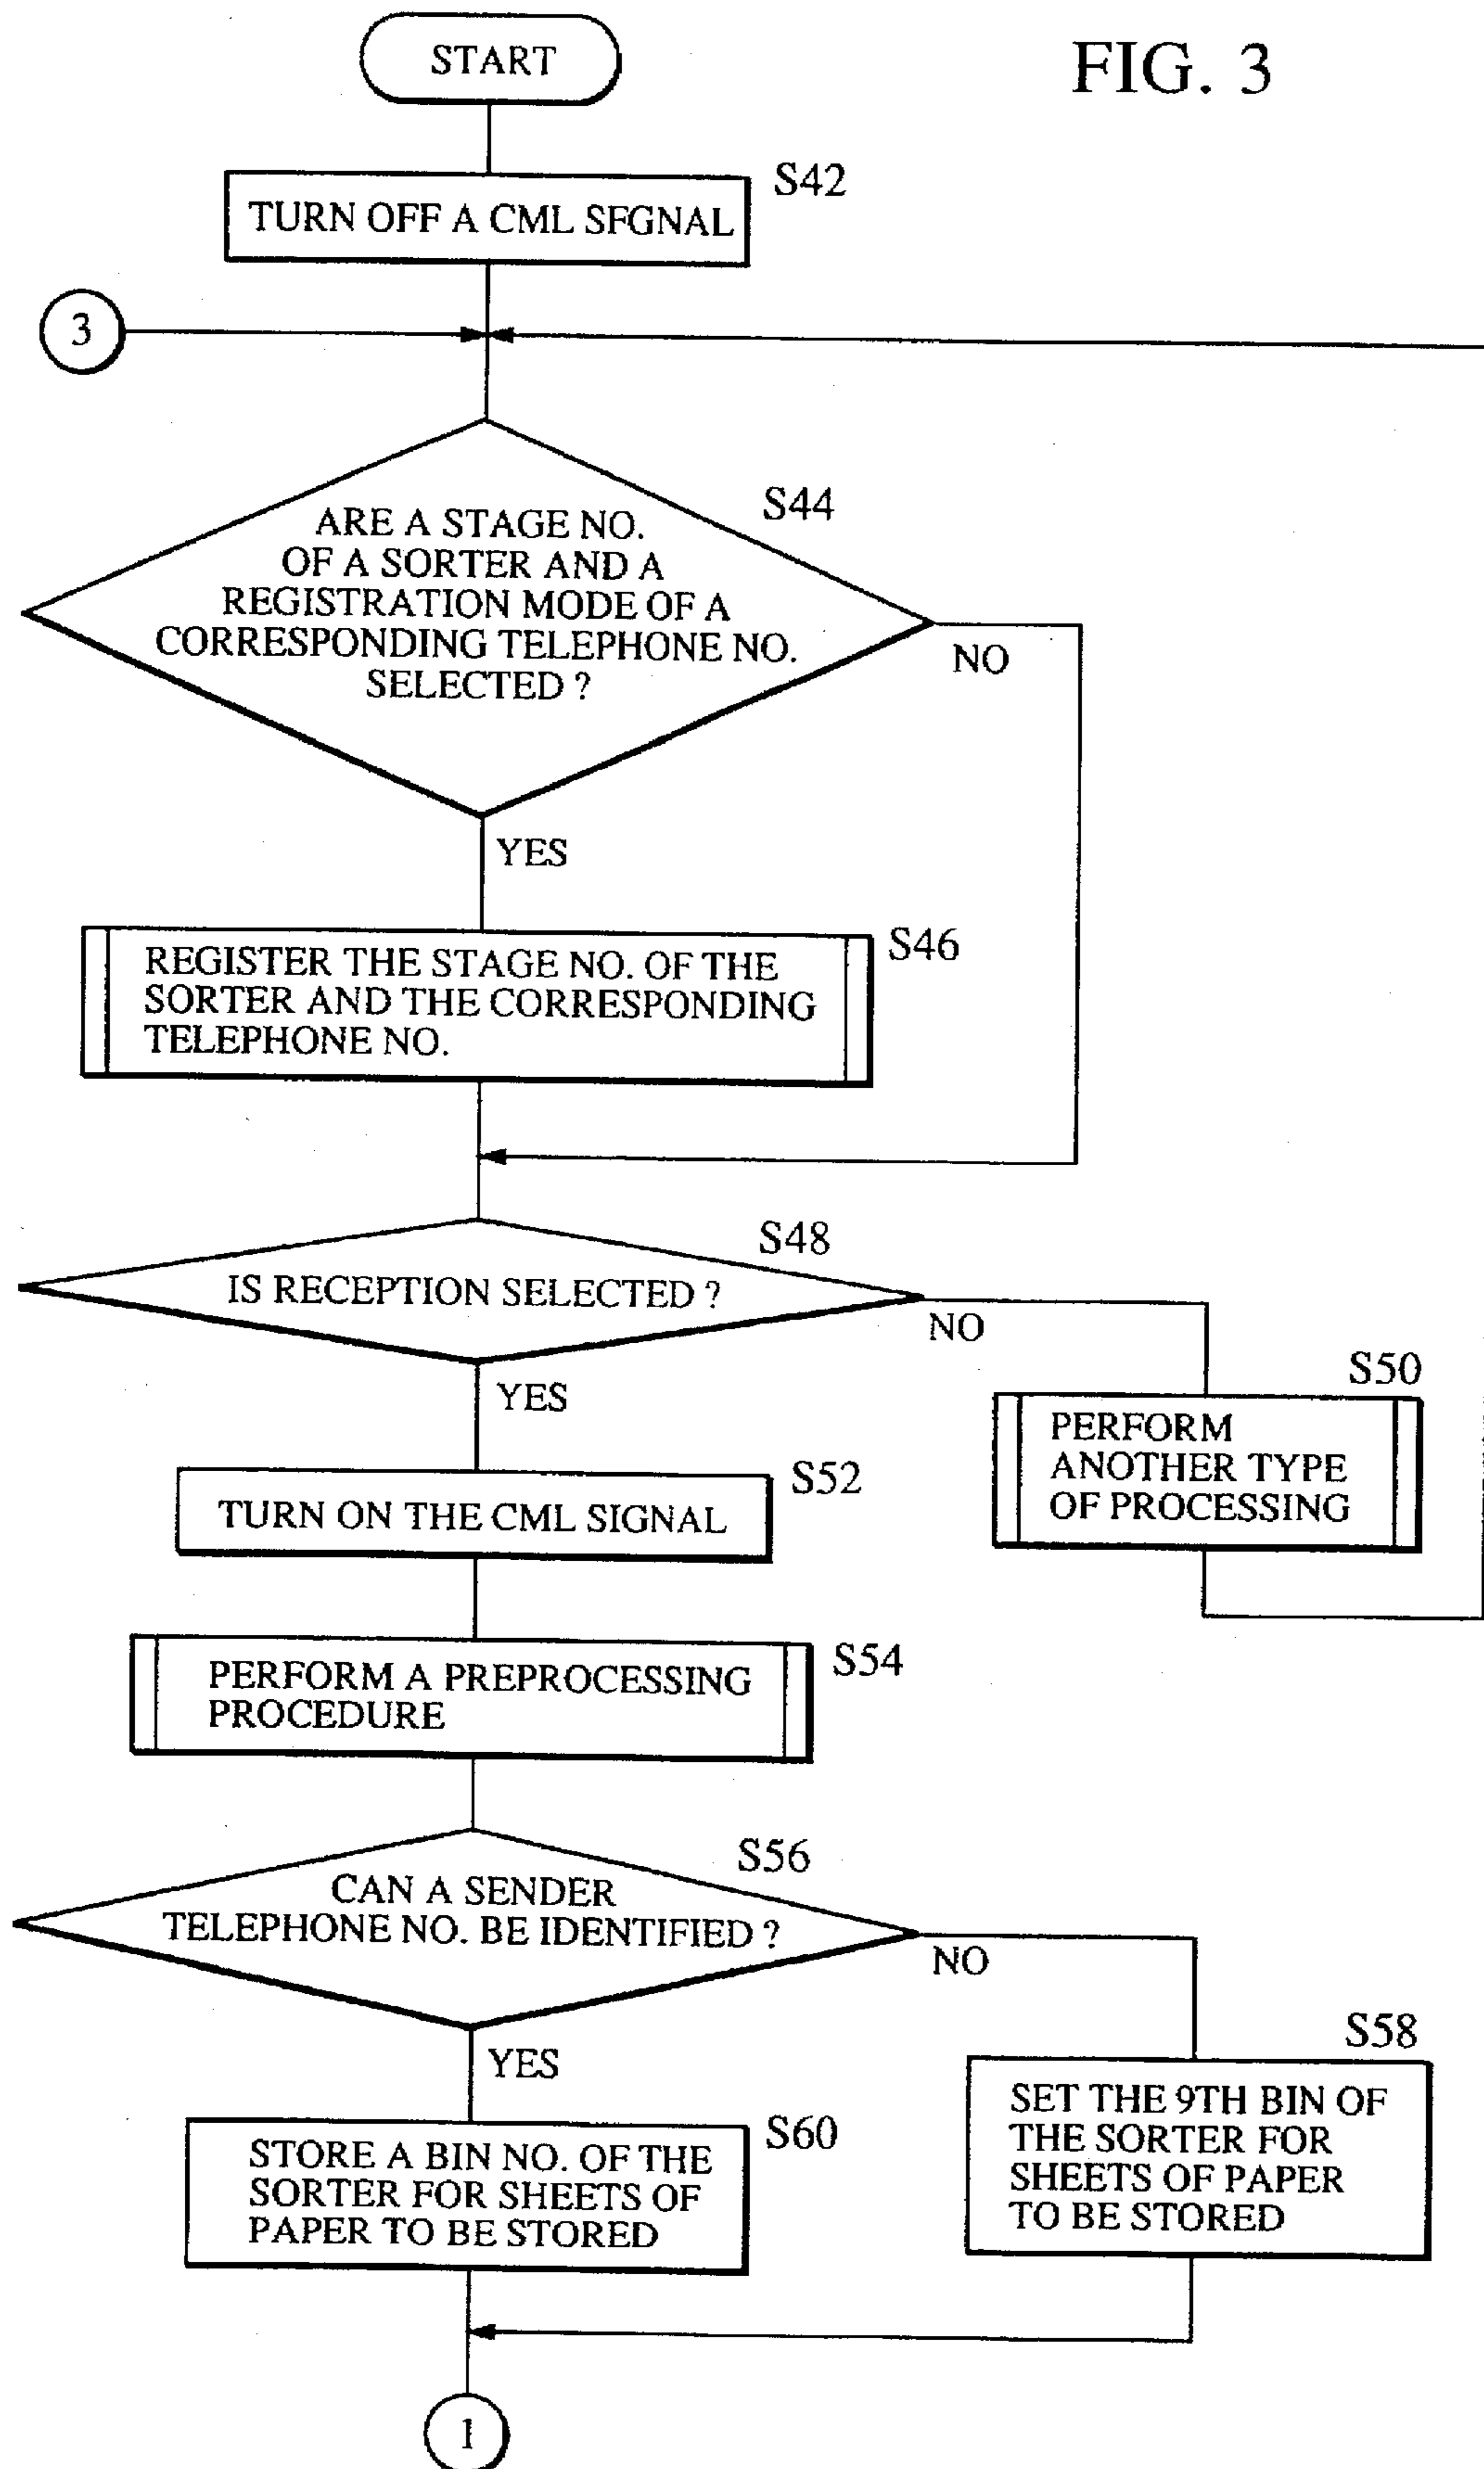 START
FIG. 3
S42
TURN OFF A CML SFGNAL
3
S44
ARE A STAGE NO.
OF A SORTER AND A
REGISTRATION MODE OF A
CORRESPONDING TELEPHONE NO.
SELECTED ?
NO
YES
S46
REGISTER THE STAGE NO. OF THE
SORTER AND THE CORRESPONDING
TELEPHONE NO.
S48
IS RECEPTION SELECTED ?
NO
YES
S50
PERFORM
ANOTHER TYPE
OF PROCESSING
S52
TURN ON THE CML SIGNAL
S54
PERFORM A PREPROCESSING
PROCEDURE
S56
CAN A SENDER
TELEPHONE NO. BE IDENTIFIED ?
NO
YES
S58
SET THE 9TH BIN OF
THE SORTER FOR
SHEETS OF PAPER
TO BE STORED
S60
STORE A BIN NO. OF THE
SORTER FOR SHEETS OF
PAPER TO BE STORED
1